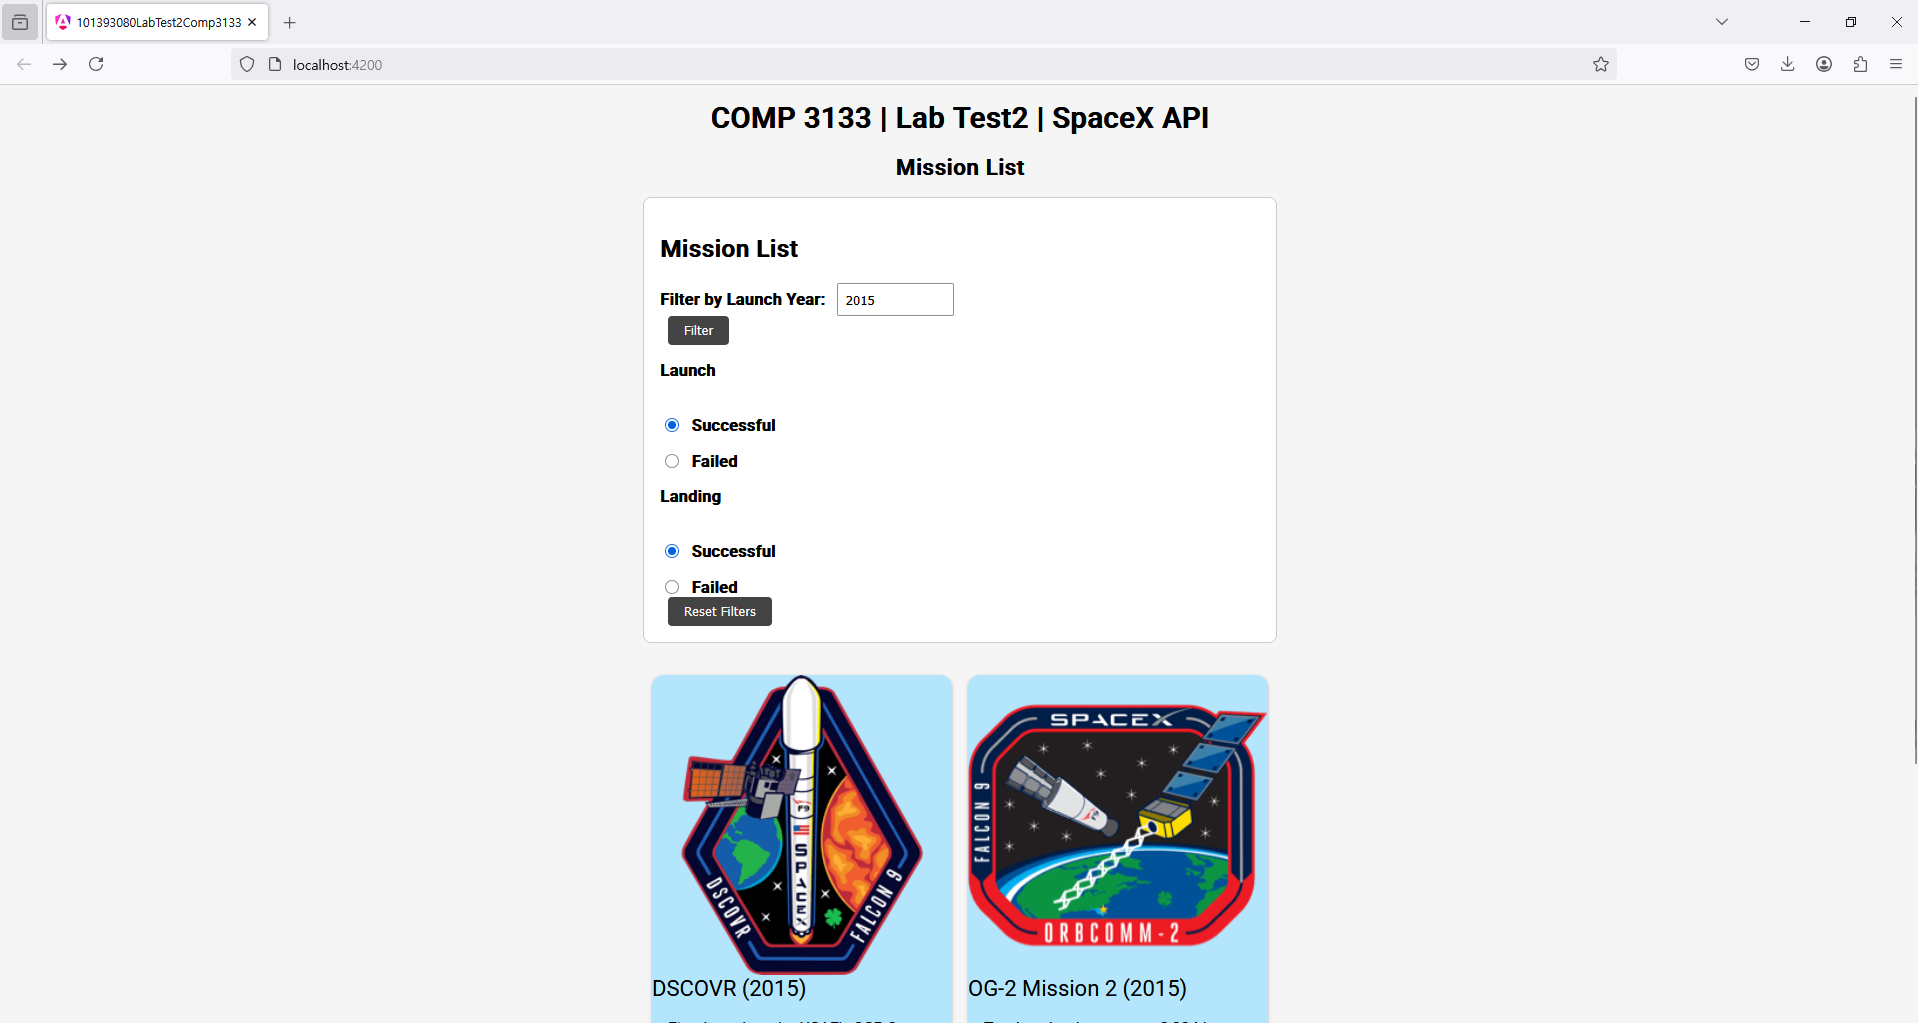 101393080LabTest2Comp3133
localhost:4200
COMP 3133 | Lab Test2 | SpaceX API
Mission List
Mission List
Filter by Launch Year: 2015
Filter
Launch
Successful
Failed
Landing
Successful
Failed
Reset Filters
F9
SPACEX
DSCOVR
FALCON 9
SPACEX
FALCON 9
F9
ORBCOMM-2
DSCOVR (2015)
OG-2 Mission 2 (2015)